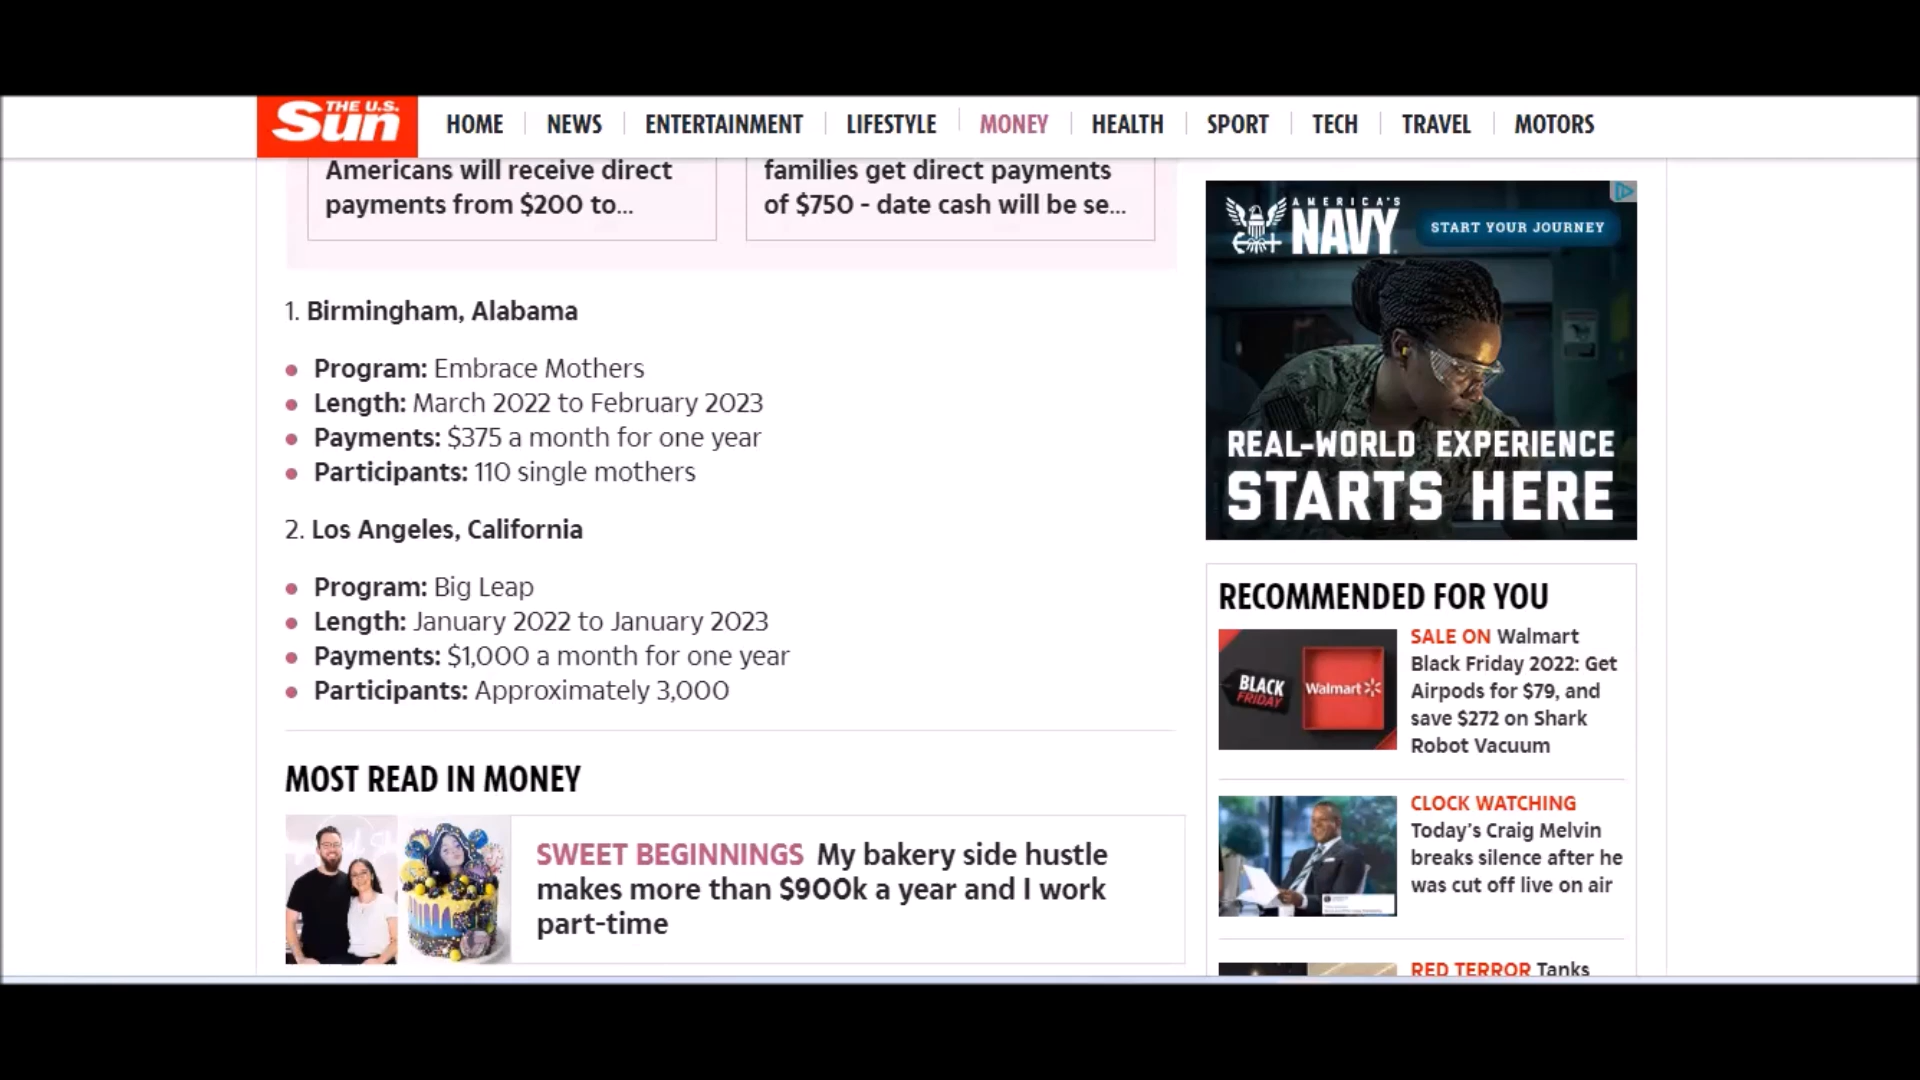 THE U.S.
Sun
HOME
NEWS
ENTERTAINMENT
LIFESTYLE
MONEY
HEALTH
SPORT
TECH
TRAVEL
MOTORS
Americans will receive direct
payments from $200 to...
families get direct payments
of $750 - date cash will be se...
1. Birmingham, Alabama
Program: Embrace Mothers
Length: March 2022 to February 2023
Payments: $375 a month for one year
Participants: 110 single mothers
2. Los Angeles, California
Program: Big Leap
Length: January 2022 to January 2023
Payments: $1,000 a month for one year
Participants: Approximately 3,000
MOST READ IN MONEY
SWEET BEGINNINGS My bakery side hustle
makes more than $900k a year and I work
part-time
AMERICA'S
NAVY
START YOUR JOURNEY
REAL-WORLD EXPERIENCE
STARTS HERE
RECOMMENDED FOR YOU
BLACK
FRIDAY
Walmart
SALE ON Walmart
Black Friday 2022: Get
Airpods for $79, and
save $272 on Shark
Robot Vacuum
CLOCK WATCHING
Today's Craig Melvin
breaks silence after he
was cut off live on air
RED TERROR Tanks